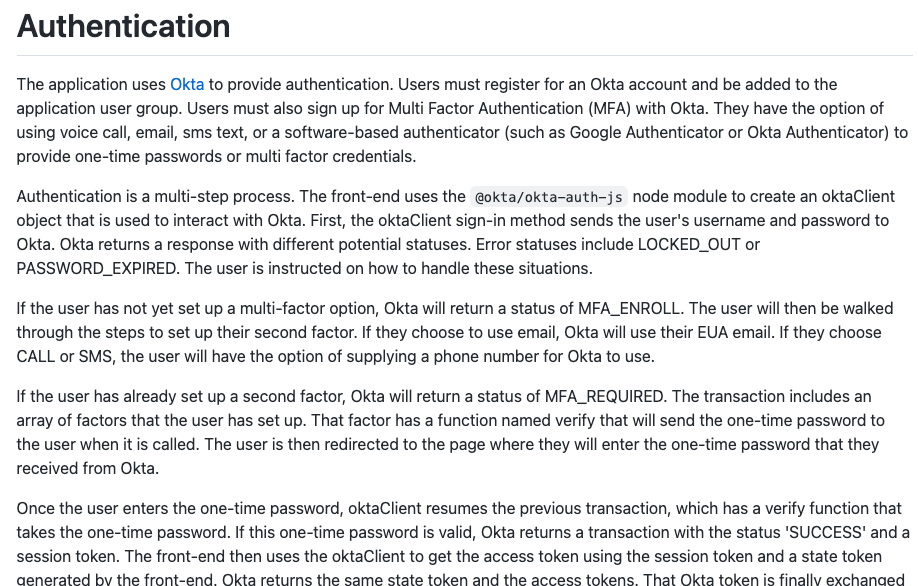 Authentication
The application uses Okta to provide authentication. Users must register for an Okta account and be added to the
application user group. Users must also sign up for Multi Factor Authentication (MFA) with Okta. They have the option of
using voice call, email, sms text, or a software-based authenticator (such as Google Authenticator or Okta Authenticator) to
provide one-time passwords or multi factor credentials.
Authentication is a multi-step process. The front-end uses the @okta/okta-auth-js node module to create an oktaClient
object that is used to interact with Okta. First, the oktaClient sign-in method sends the user's username and password to
Okta. Okta returns a response with different potential statuses. Error statuses include LOCKED_OUT or
PASSWORD_EXPIRED. The user is instructed on how to handle these situations.
If the user has not yet set up a multi-factor option, Okta will return a status of MFA_ENROLL. The user will then be walked
through the steps to set up their second factor. If they choose to use email, Okta will use their EUA email. If they choose
CALL or SMS, the user will have the option of supplying a phone number for Okta to use.
If the user has already set up a second factor, Okta will return a status of MFA_REQUIRED. The transaction includes an
array of factors that the user has set up. That factor has a function named verify that will send the one-time password to
the user when it is called. The user is then redirected to the page where they will enter the one-time password that they
received from Okta.
Once the user enters the one-time password, oktaClient resumes the previous transaction, which has a verify function that
takes the one-time password. If this one-time password is valid, Okta returns a transaction with the status 'SUCCESS' and a
session token. The front-end then uses the oktaClient to get the access token using the session token and a state token
generated by the front-end. Okta returns the same state token and the access tokens. That Okta token is finally exchanged